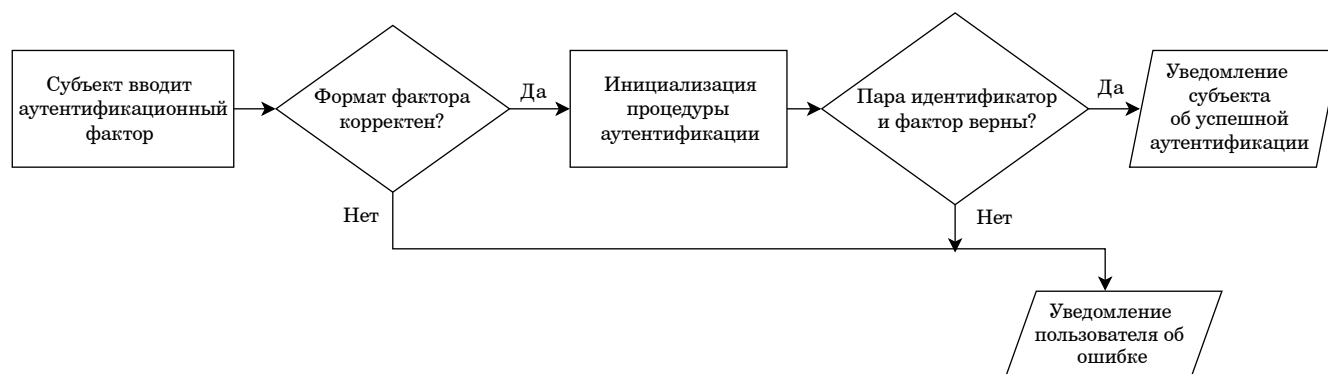 Субъект вводит
аутентификационный
фактор
Формат фактора
корректен?
Да
Инициализация
процедуры
аутентификации
Пара идентификатор
и фактор верны?
Да
Уведомление
субъекта
об успешной
аутентификации
Нет
Нет
Уведомление
пользователя об
ошибке